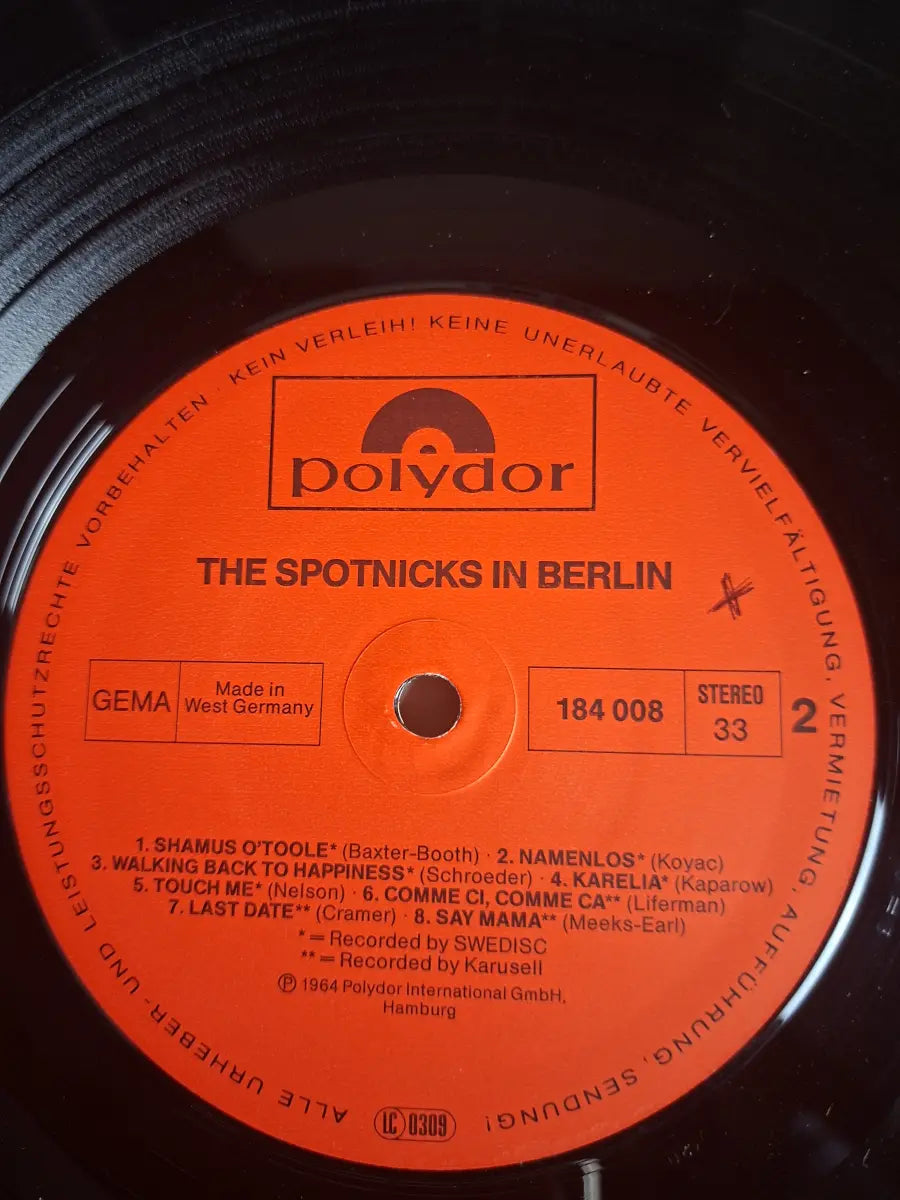 ALLE URHEBER- UND LEISTUNGSSCHUTZRECHTE VORBEHALTEN · KEIN VERLEIH! KEINE UNERLAUBTE VERVIELFÄLTIGUNG, VERMIETUNG, AUFFÜHRUNG, SENDUNG!
polydor
THE SPOTNICKS IN BERLIN
GEMA
Made in
West Germany
184 008
STEREO
33
2
1. SHAMUS O'TOOLE* (Baxter-Booth) · 2. NAMENLOS* (Koyac)
3. WALKING BACK TO HAPPINESS* (Schroeder) · 4. KARELIA* (Kaparow)
5. TOUCH ME* (Nelson) · 6. COMME CI, COMME CA** (Liferman)
7. LAST DATE** (Cramer) · 8. SAY MAMA** (Meeks-Earl)
* = Recorded by SWEDISC
** = Recorded by Karusell
℗ 1964 Polydor International GmbH,
Hamburg
LC 0309